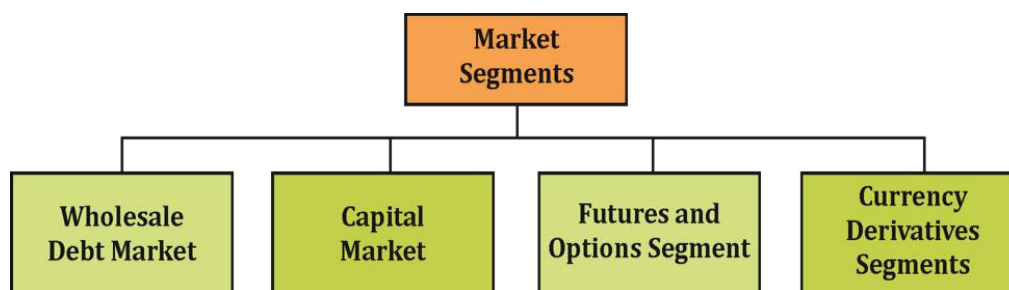 Market
Segments
Wholesale
Debt Market
Capital
Market
Futures and
Options Segment
Currency
Derivatives
Segments